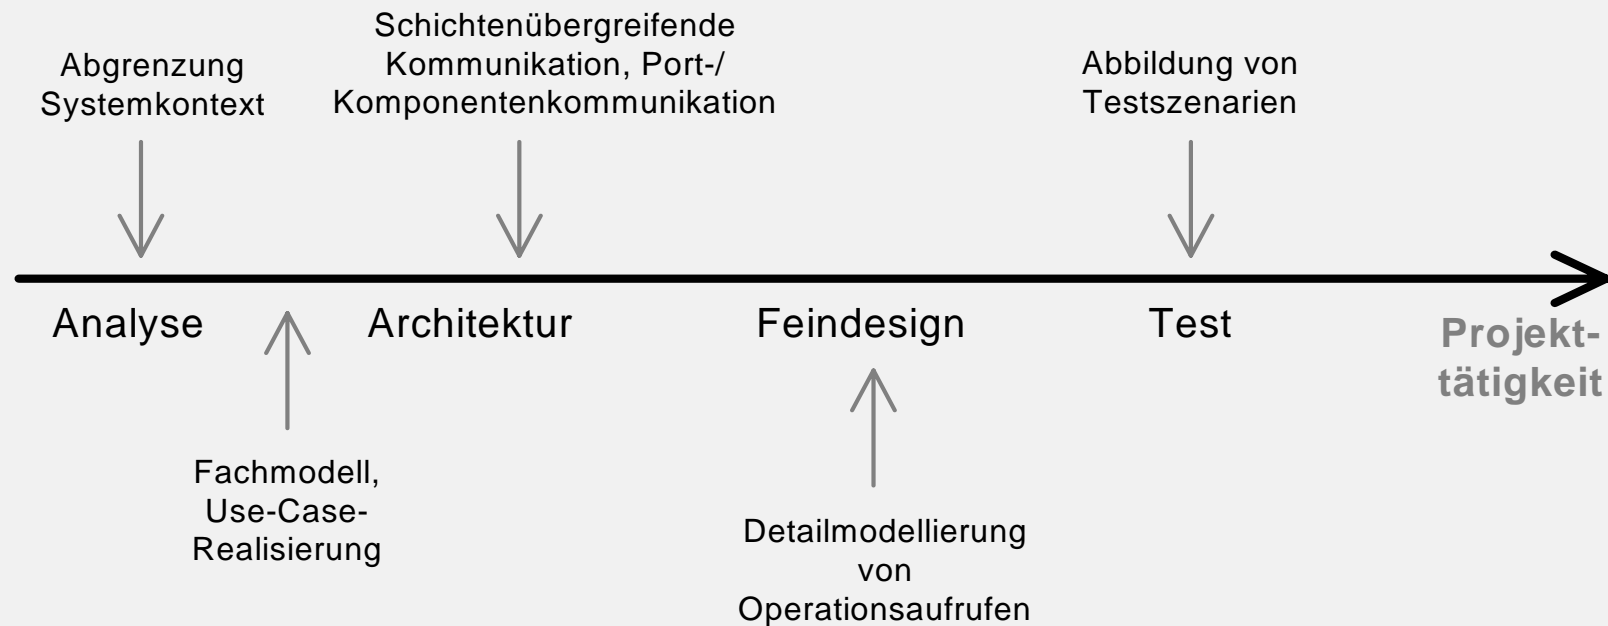 Abgrenzung
Systemkontext
Schichtenübergreifende
Kommunikation, Port-/
Komponentenkommunikation
Abbildung von
Testszenarien
Analyse
Architektur
Feindesign
Test
Projekt-
tätigkeit
Fachmodell,
Use-Case-
Realisierung
Detailmodellierung
von
Operationsaufrufen